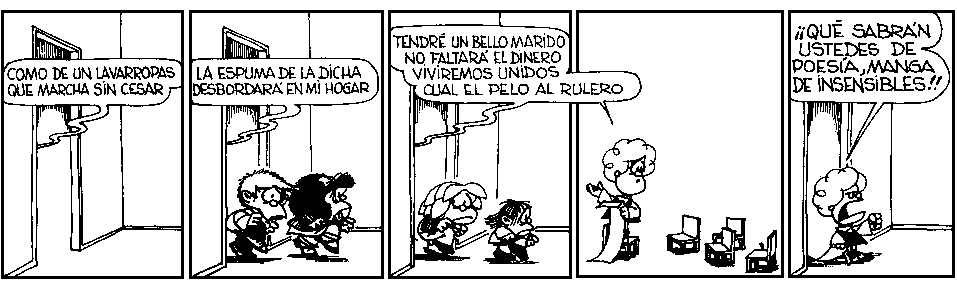 COMO DE UN LAVARROPAS
QUE MARCHA SIN CESAR
LA ESPUMA DE LA DICHA
DESBORDARÁ EN MI HOGAR
TENDRÉ UN BELLO MARIDO
NO FALTARÁ EL DINERO
VIVIREMOS UNIDOS
CUAL EL PELO AL RULERO
¡¡QUÉ SABRÁN
USTEDES DE
POESÍA, MANGA
DE INSENSIBLES!!